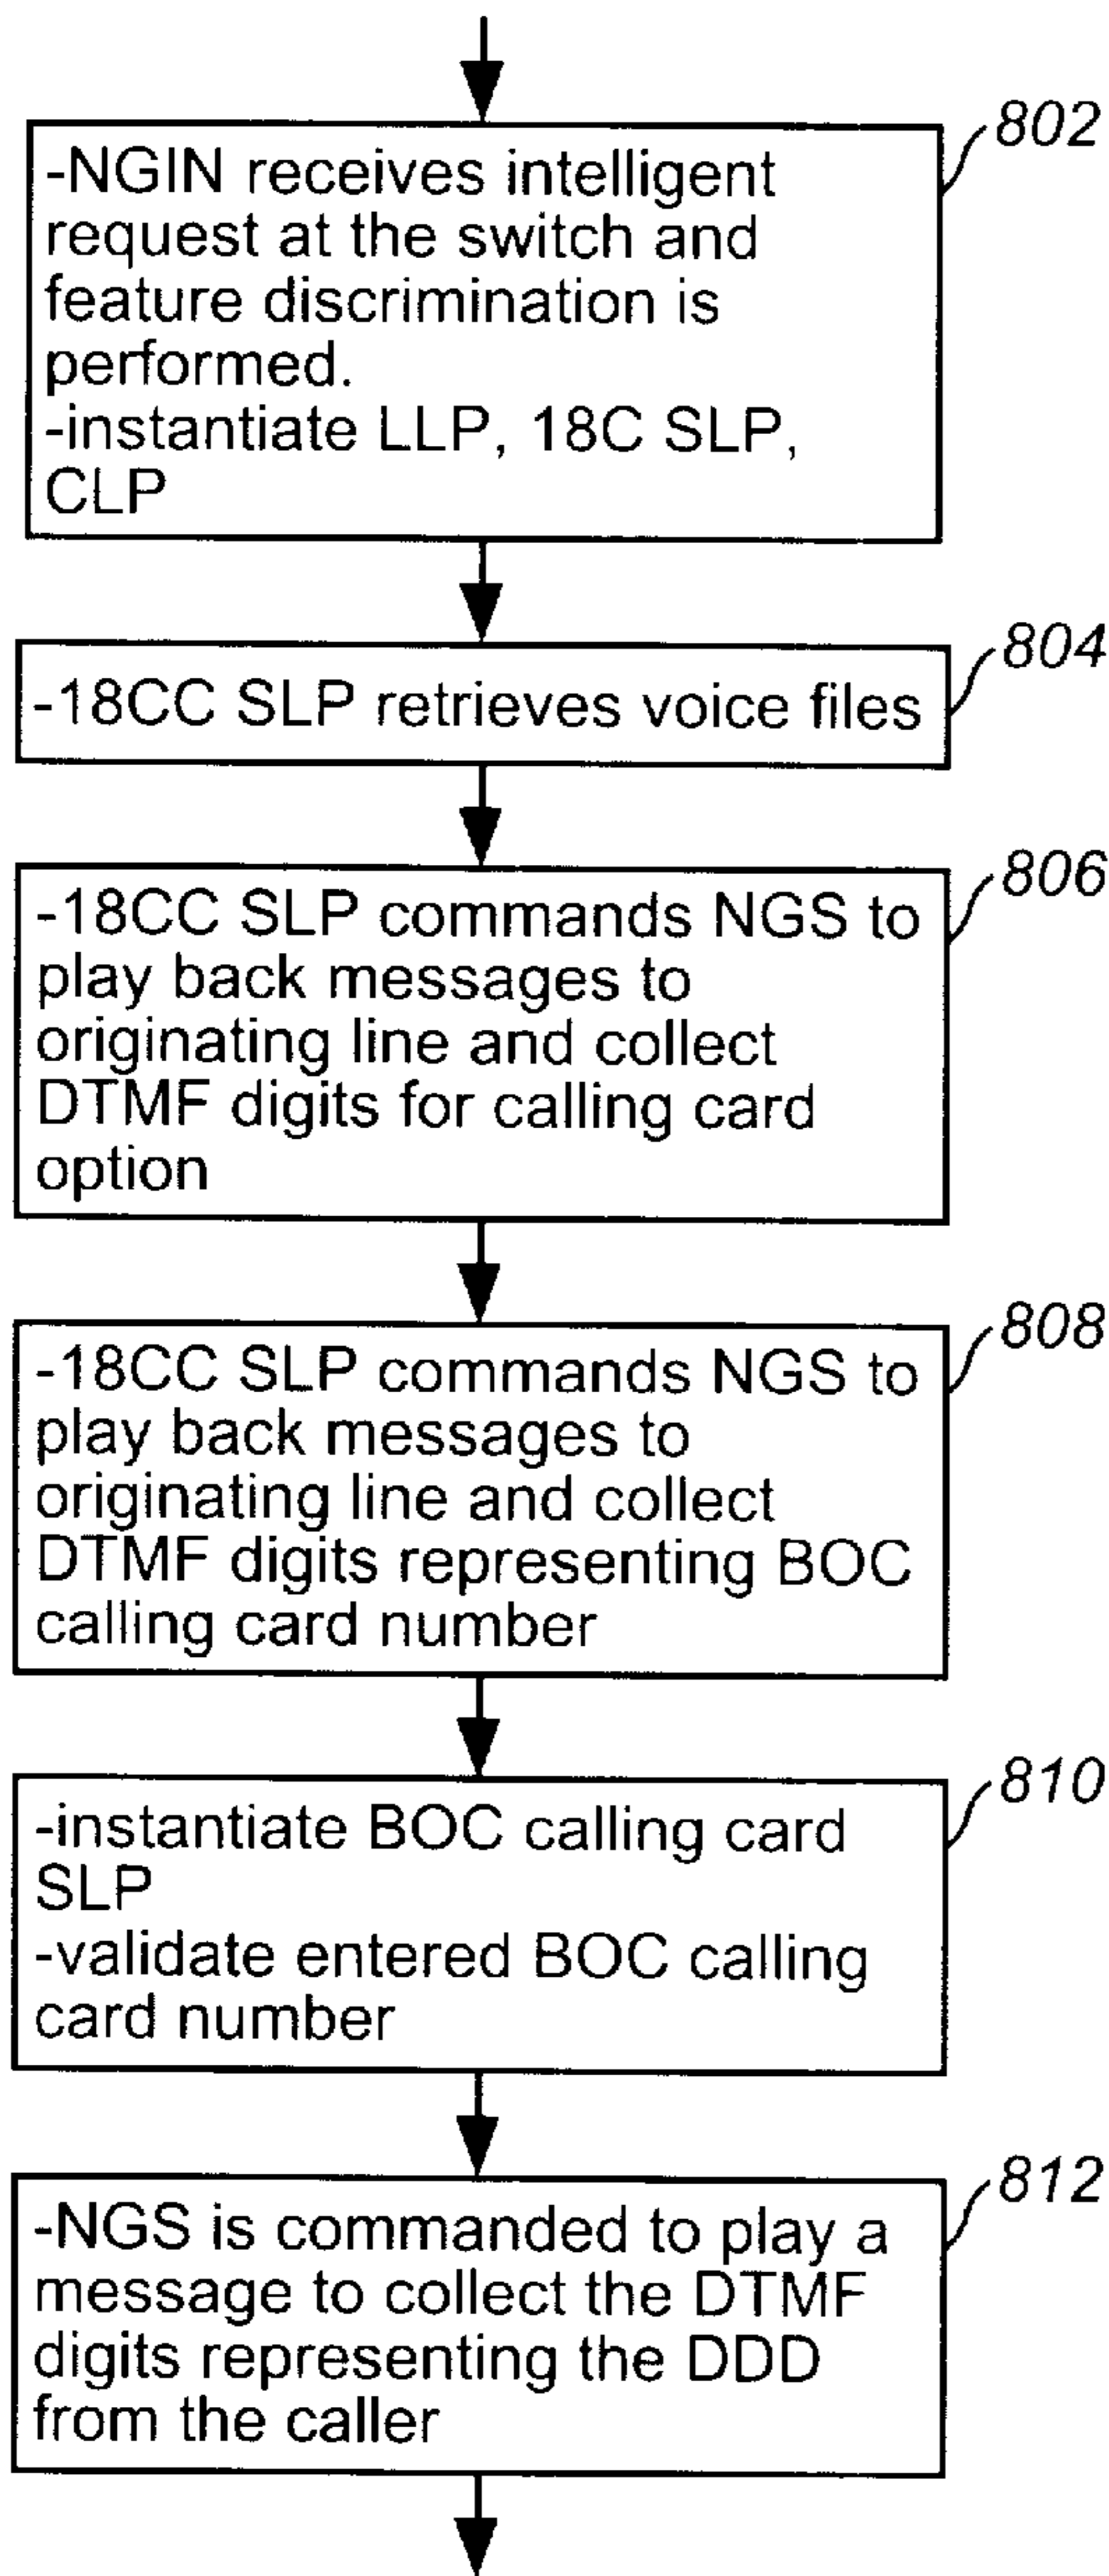 802
-NGIN receives intelligent
request at the switch and
feature discrimination is
performed.
-instantiate LLP, 18C SLP,
CLP
804
-18CC SLP retrieves voice files
806
-18CC SLP commands NGS to
play back messages to
originating line and collect
DTMF digits for calling card
option
808
-18CC SLP commands NGS to
play back messages to
originating line and collect
DTMF digits representing BOC
calling card number
810
-instantiate BOC calling card
SLP
-validate entered BOC calling
card number
812
-NGS is commanded to play a
message to collect the DTMF
digits representing the DDD
from the caller